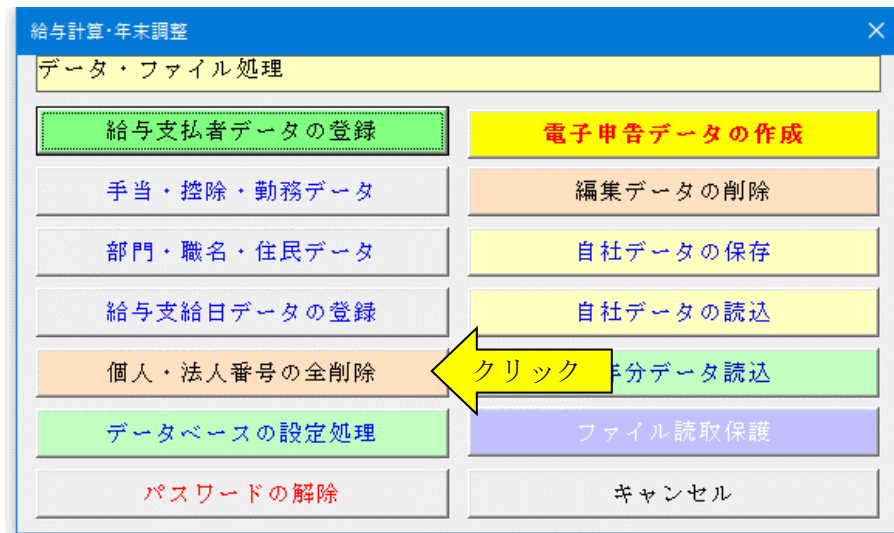 給与計算・年末調整
データ・ファイル処理
給与支払者データの登録
電子申告データの作成
手当・控除・勤務データ
編集データの削除
部門・職名・住民データ
自社データの保存
給与支給日データの登録
自社データの読込
個人・法人番号の全削除
クリック
年分データ読込
データベースの設定処理
ファイル読取保護
パスワードの解除
キャンセル